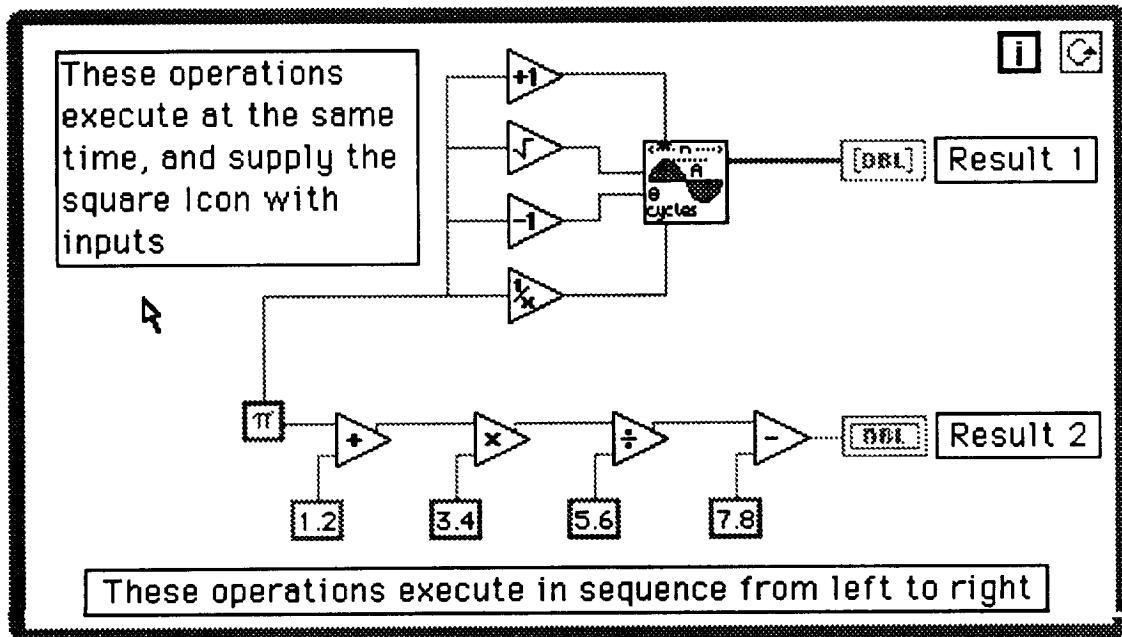 These operations
execute at the same
time, and supply the
square Icon with
inputs
i
+1
√
-1
1/x
n
A
θ
cycles
[DBL]
Result 1
π
+
×
÷
-
DBL
Result 2
1.2
3.4
5.6
7.8
These operations execute in sequence from left to right